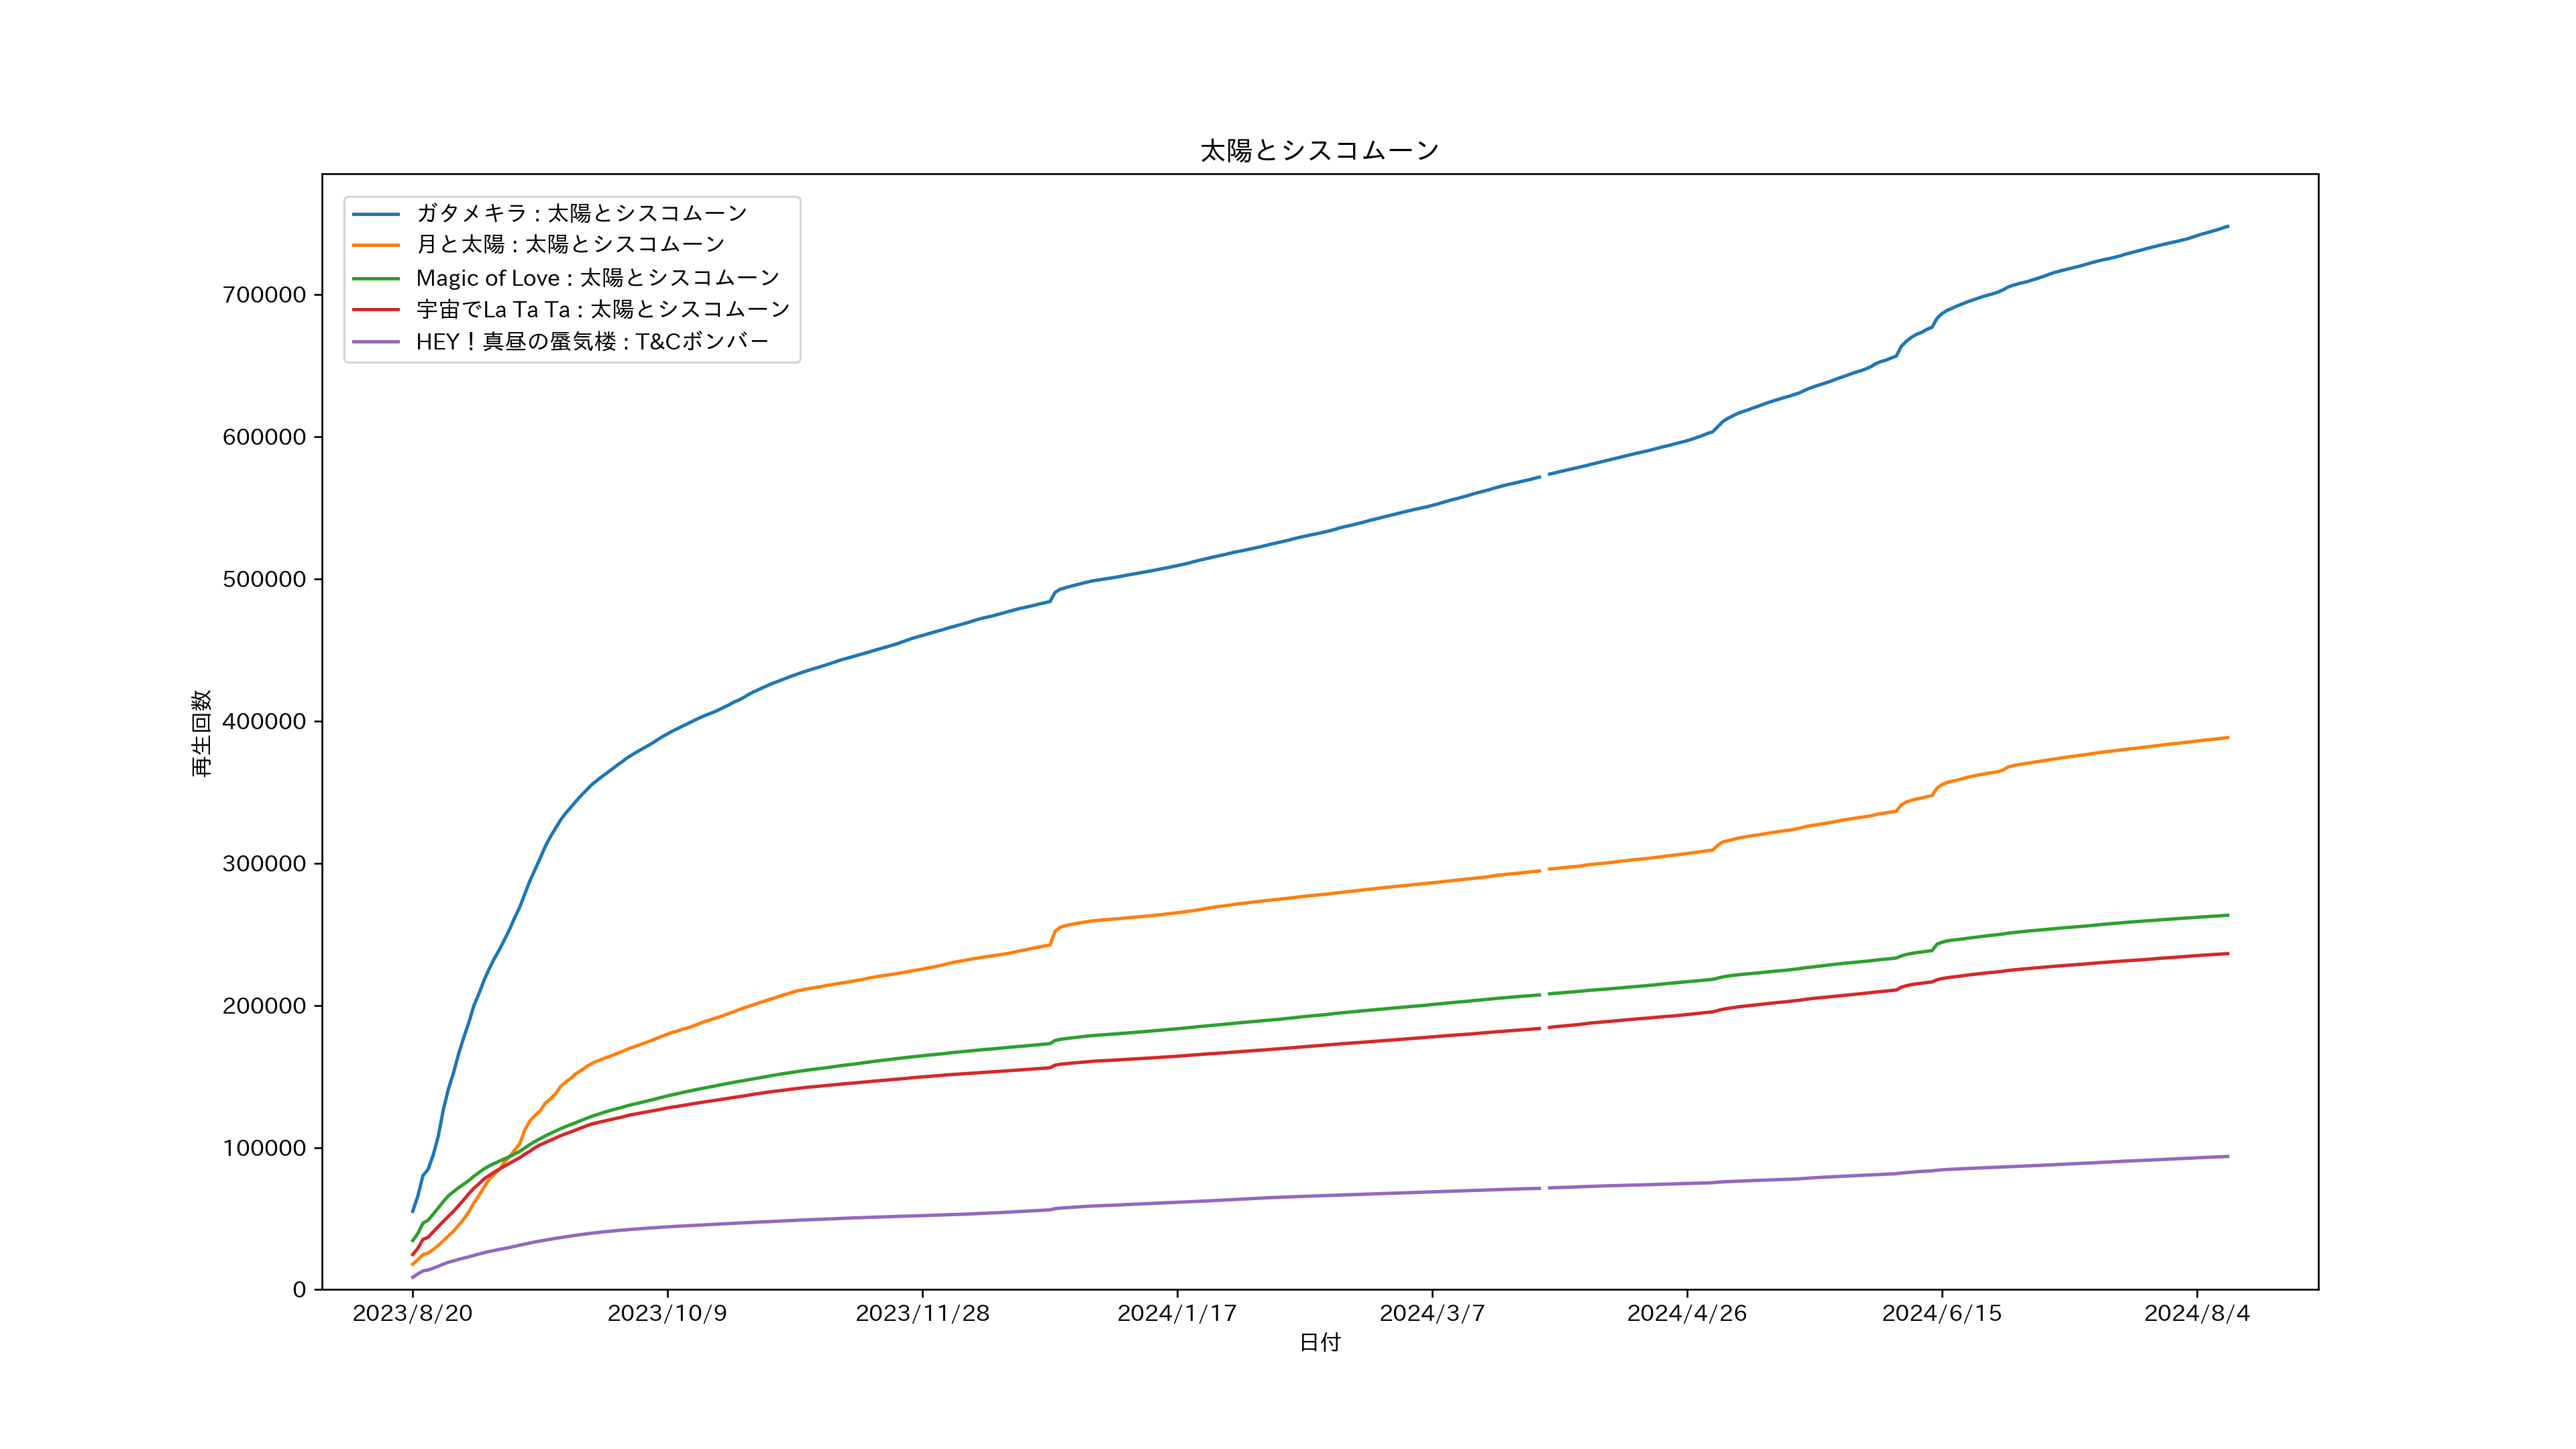 太陽とシスコムーン
ガタメキラ : 太陽とシスコムーン
月と太陽 : 太陽とシスコムーン
Magic of Love : 太陽とシスコムーン
宇宙でLa Ta Ta : 太陽とシスコムーン
HEY！真昼の蜃気楼 : T&Cボンバー
700000
600000
500000
400000
300000
200000
100000
0
再生回数
2023/8/20 2023/10/9 2023/11/28 2024/1/17 2024/3/7 2024/4/26 2024/6/15 2024/8/4
日付